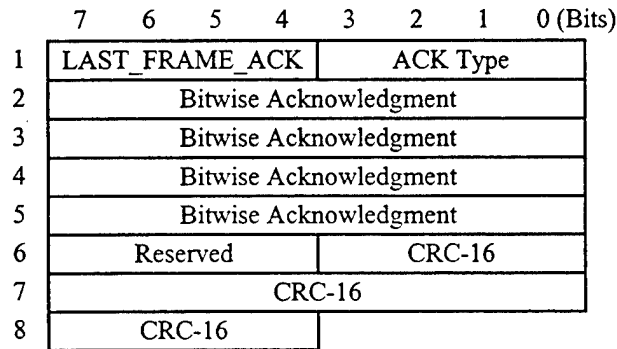 7 6 5 4 3 2 1 0 (Bits)
1 LAST_FRAME_ACK ACK Type
2 Bitwise Acknowledgment
3 Bitwise Acknowledgment
4 Bitwise Acknowledgment
5 Bitwise Acknowledgment
6 Reserved CRC-16
7 CRC-16
8 CRC-16